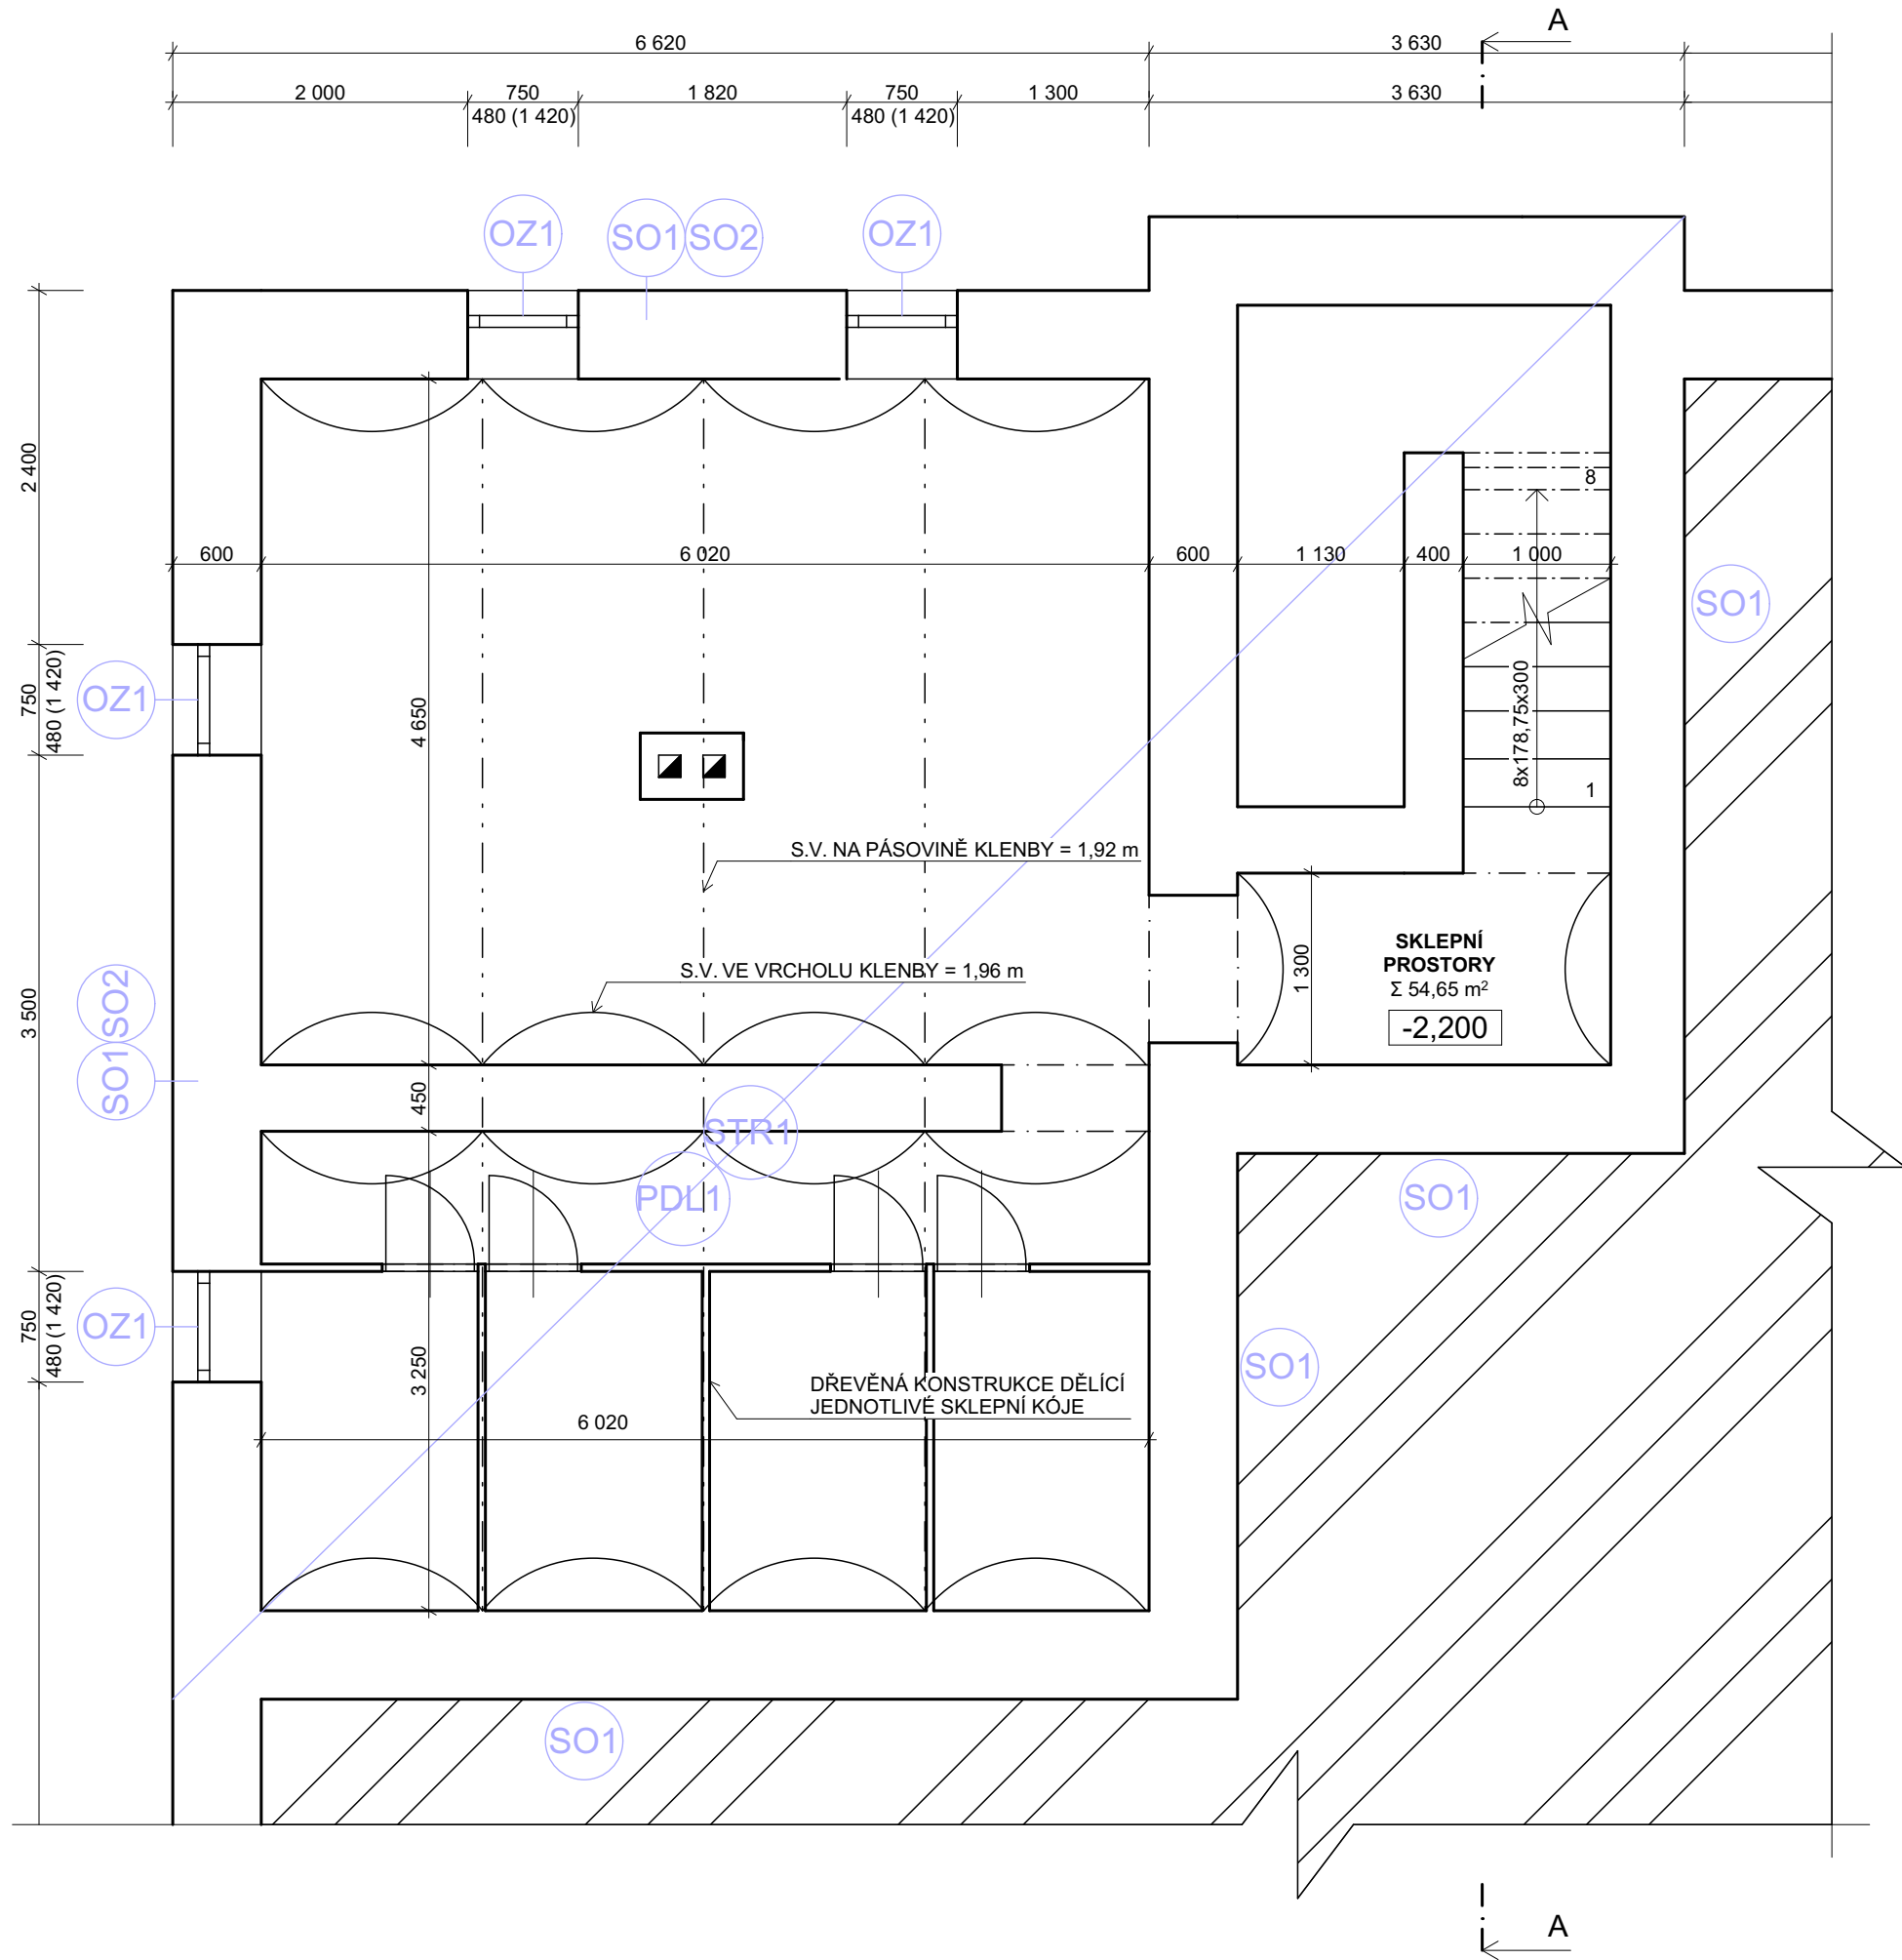 A
6 620
3 630
2 000
750
1 820
750
1 300
3 630
480 (1 420)
480 (1 420)
OZ1
SO1
SO2
OZ1
2 400
8
600
6 020
600
1 130
400
1 000
SO1
OZ1
750
480 (1 420)
4 650
8x178,75x300
1
S.V. NA PÁSOVINĚ KLENBY = 1,92 m
S.V. VE VRCHOLU KLENBY = 1,96 m
1 300
SKLEPNÍ
PROSTORY
Σ 54,65 m²
-2,200
3 500
SO2
SO1
450
STR1
PDL1
SO1
OZ1
750
480 (1 420)
3 250
DŘEVĚNÁ KONSTRUKCE DĚLÍCÍ
JEDNOTLIVÉ SKLEPNÍ KÓJE
6 020
SO1
SO1
A